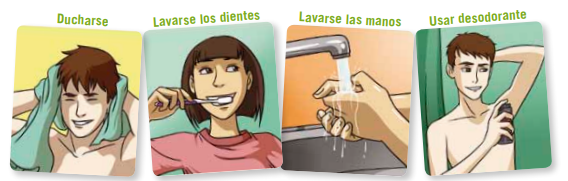 Ducharse
Lavarse los dientes
Lavarse las manos
Usar desodorante